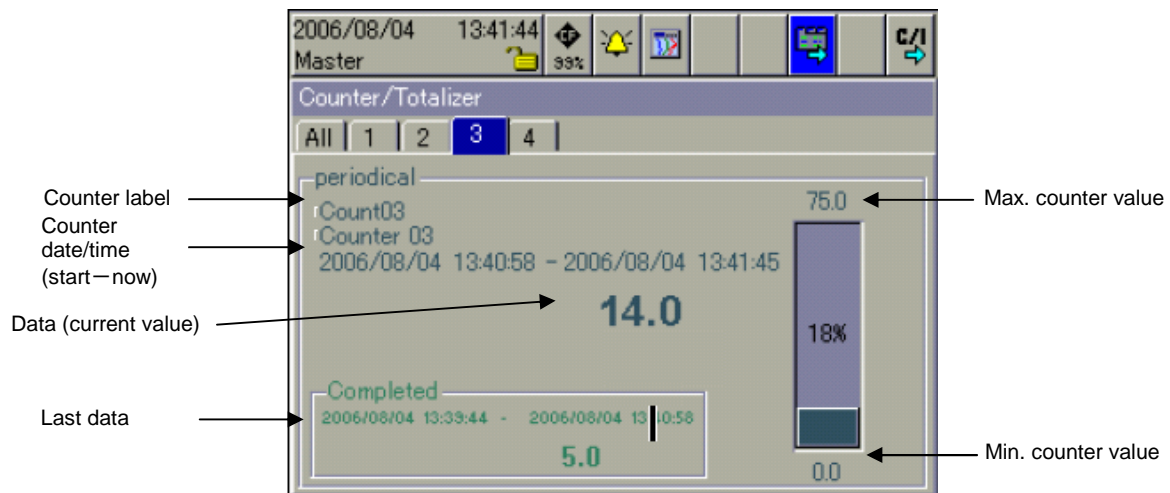 2006/08/04 13:41:44
Master
99%
C/I
Counter/Totalizer
All 1 2 3 4
periodical
Counter label
Count03
75.0
Max. counter value
Counter
date/time
(start－now)
Counter 03
2006/08/04 13:40:58 - 2006/08/04 13:41:45
Data (current value)
14.0
18%
Completed
Last data
2006/08/04 13:39:44 - 2006/08/04
5.0
Min. counter value
0.0